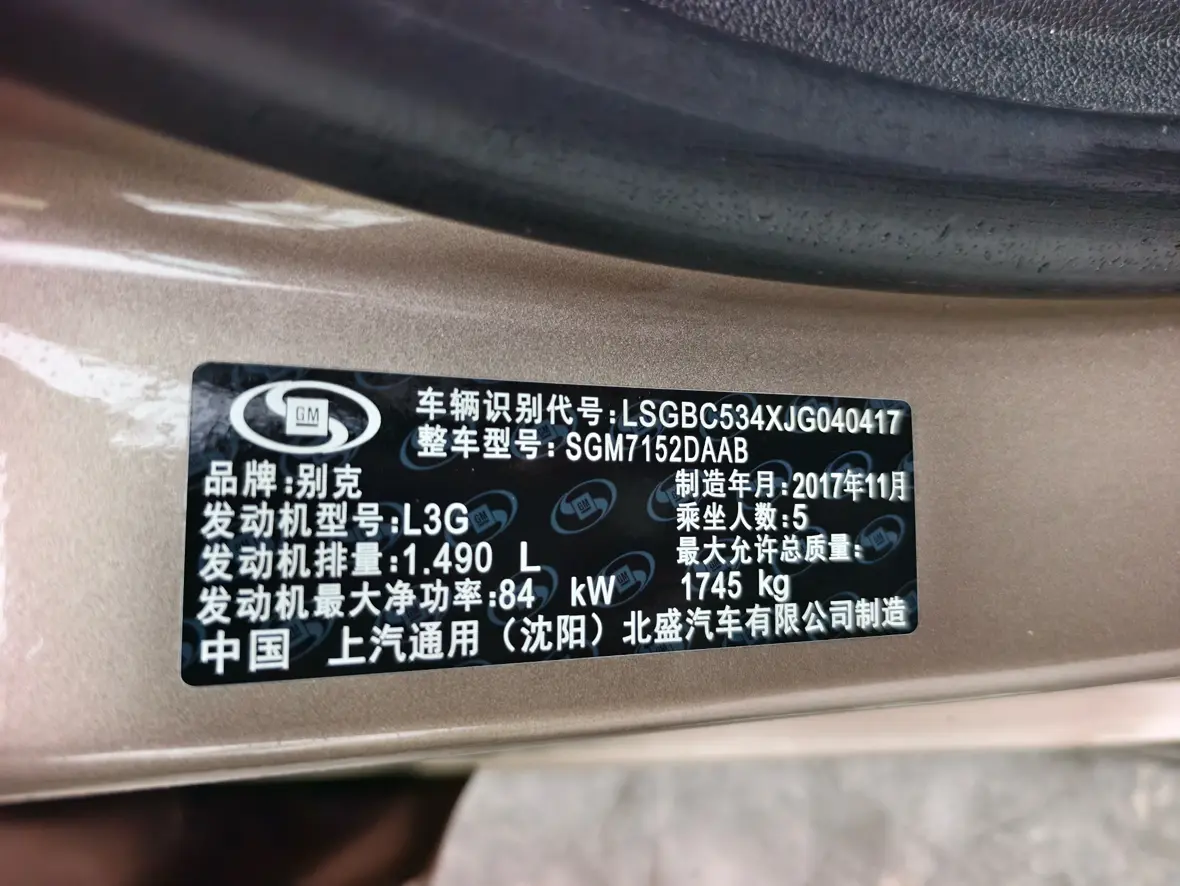 GM
车辆识别代号:LSGBC534XJG040417
整车型号:SGM7152DAAB
品牌:别克
制造年月:2017年11月
发动机型号:L3G
乘坐人数:5
发动机排量:1.490 L
最大允许总质量:
1745 kg
发动机最大净功率:84 kW
中国 上汽通用（沈阳）北盛汽车有限公司制造